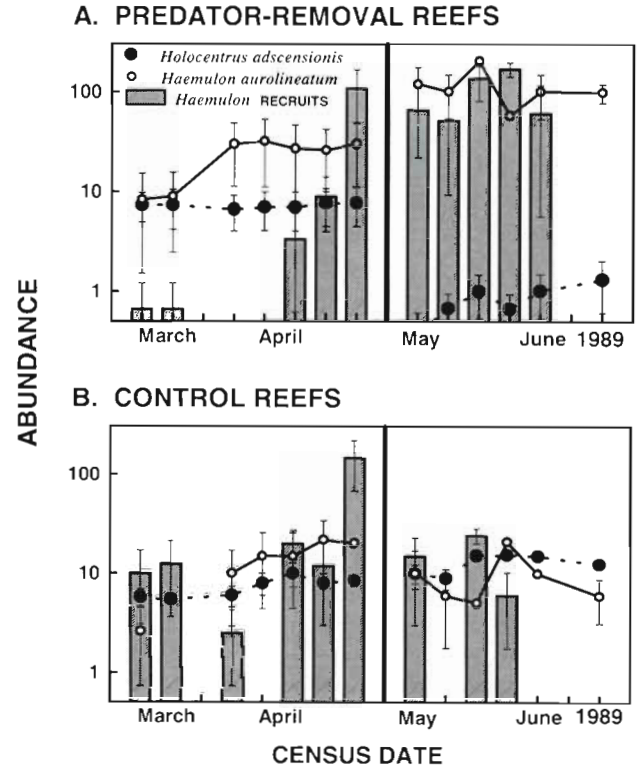 A. PREDATOR-REMOVAL REEFS
Holocentrus adscensionis
Haemulon aurolineatum
Haemulon RECRUITS
100
10
1
March April May June 1989
ABUNDANCE
B. CONTROL REEFS
100
10
1
March April May June 1989
CENSUS DATE